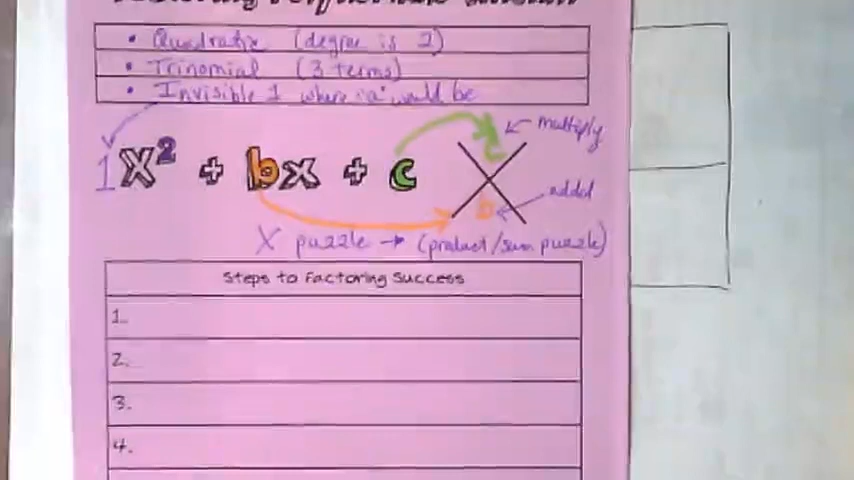 • Quadratic (degree is 2)
• Trinomial (3 terms)
• Invisible 1 where "a" would be
multiply
1x² + bx + c
c
add
b
X puzzle → (product/sum puzzle)
Steps to Factoring Success
1.
2.
3.
4.